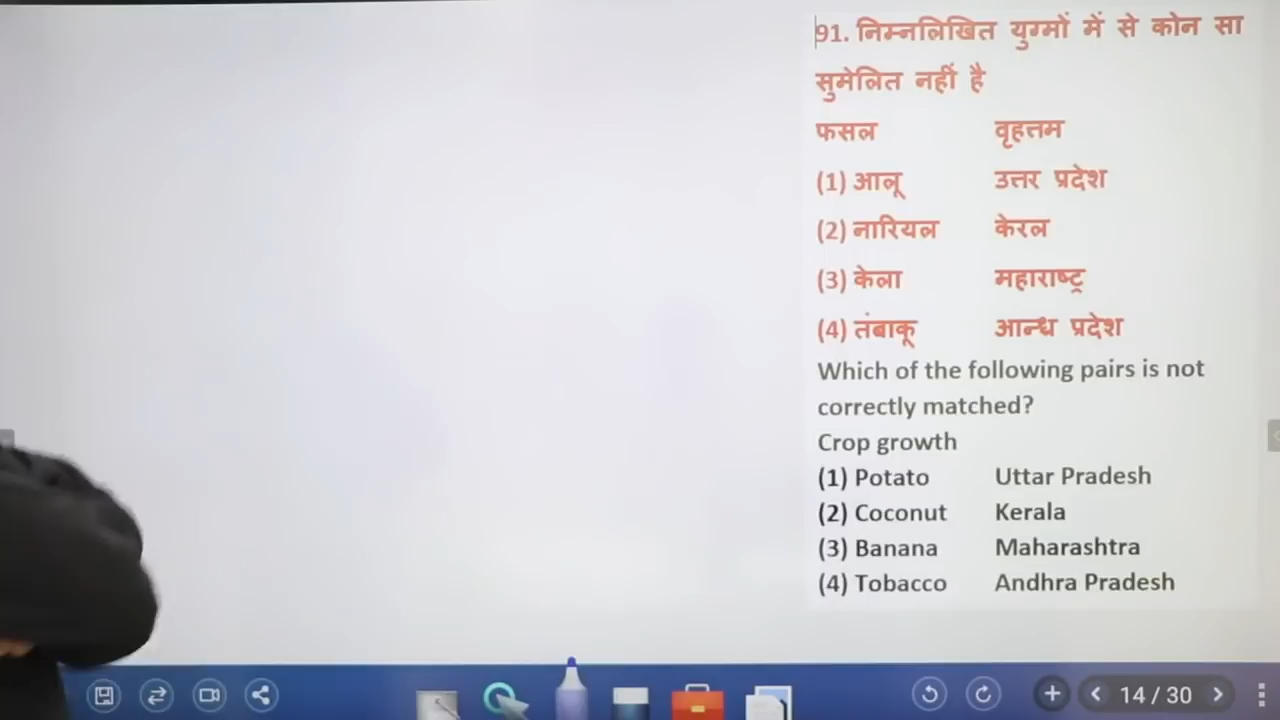 91. निम्नलिखित युग्मों में से कोन सा
सुमेलित नहीं है
फसल वृहत्तम
(1) आलू उत्तर प्रदेश
(2) नारियल केरल
(3) केला महाराष्ट्र
(4) तंबाकू आन्ध प्रदेश
Which of the following pairs is not
correctly matched?
Crop growth
(1) Potato Uttar Pradesh
(2) Coconut Kerala
(3) Banana Maharashtra
(4) Tobacco Andhra Pradesh
14 / 30